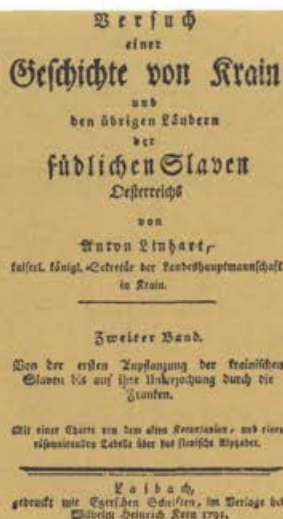 Versuch
einer
Geschichte von Krain
und
den übrigen Ländern
der
südlichen Slaven
Oesterreichs
von
Anton Linhart,
kaiserl. königl. Sekretär der Landeshauptmannschaft
in Krain.
Zweiter Band.
Von der ersten Anpflanzung der krainischen
Slaven bis auf ihre Unterjochung durch die
Franken.
Mit einer Charte von dem alten Karantanien, und einer
räsonnirenden Tabelle über das slavische Alphabet.
Laibach,
gedruckt mit Egerschen Schriften, im Verlage bei
Wilhelm Heinrich Korn 1791.